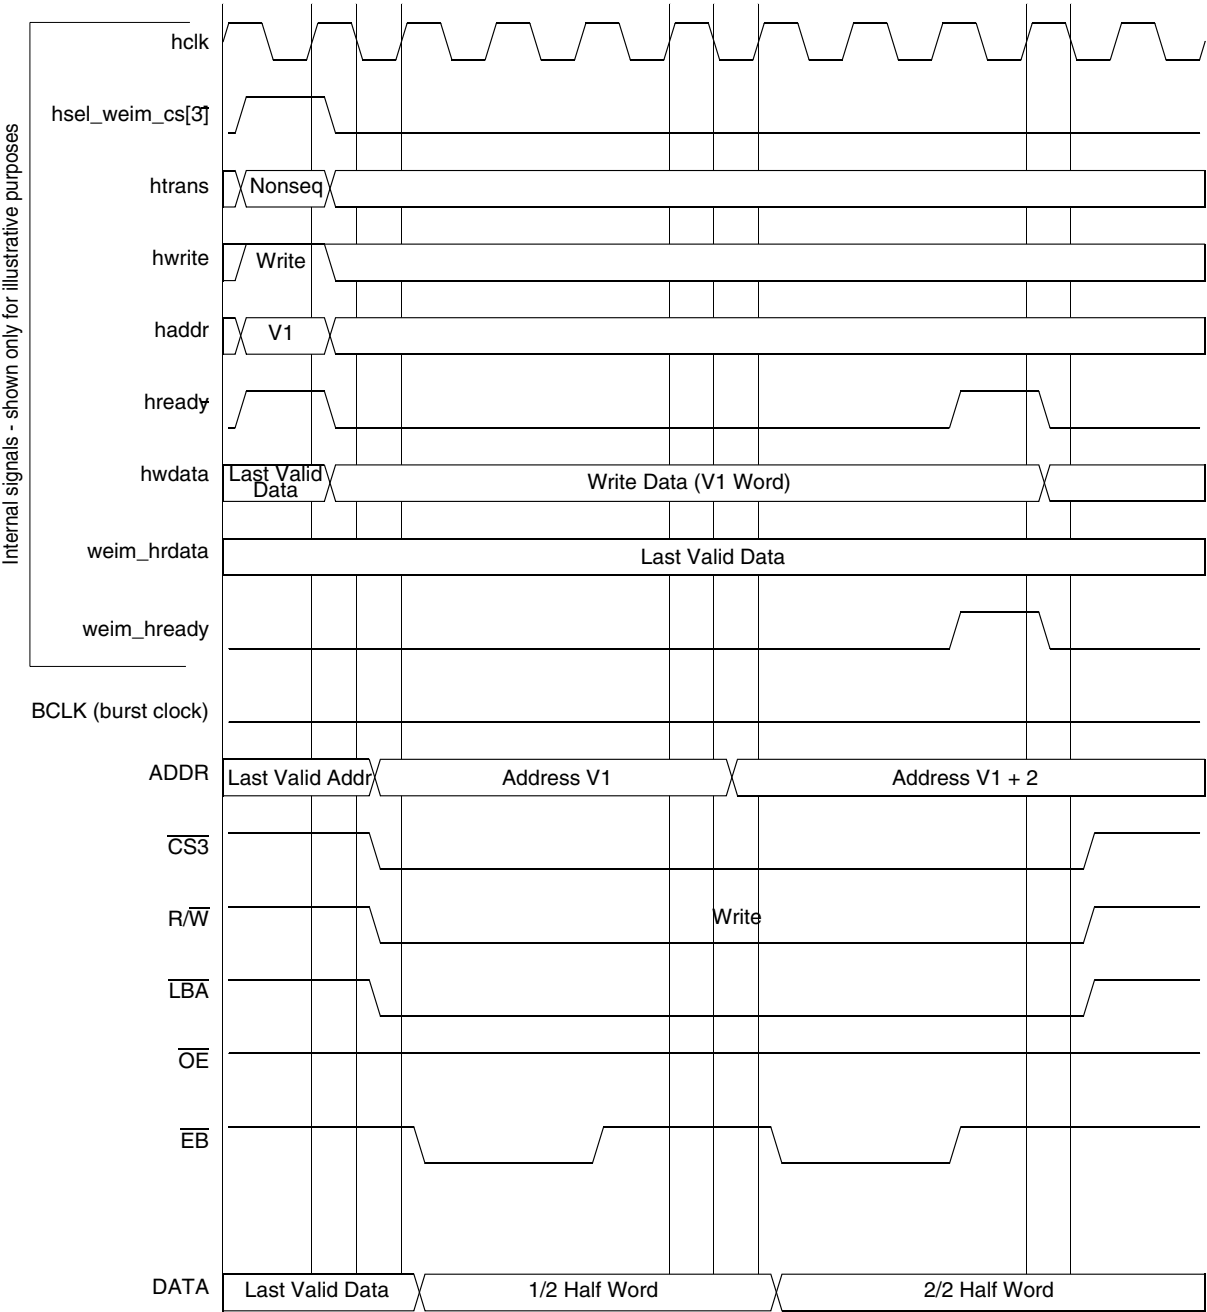 Internal signals - shown only for illustrative purposes
hclk
hsel_weim_cs[3]
htrans
Nonseq
hwrite
Write
haddr
V1
hready
hwdata
Last Valid
Data
Write Data (V1 Word)
weim_hrdata
Last Valid Data
weim_hready
BCLK (burst clock)
ADDR
Last Valid Addr
Address V1
Address V1 + 2
CS3
R/W
Write
LBA
OE
EB
DATA
Last Valid Data
1/2 Half Word
2/2 Half Word